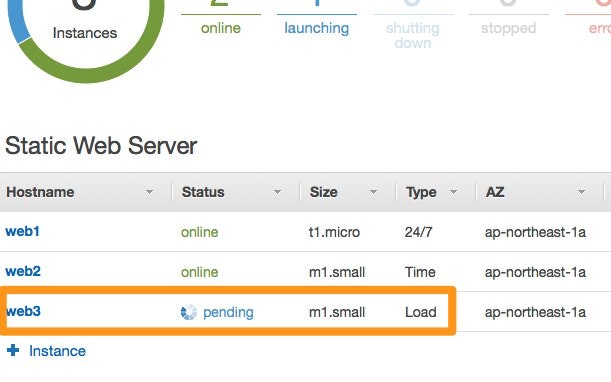 Instances
online launching shutting down stopped
Static Web Server
Hostname Status Size Type AZ
web1 online t1.micro 24/7 ap-northeast-1a
web2 online m1.small Time ap-northeast-1a
web3 pending m1.small Load ap-northeast-1a
+ Instance